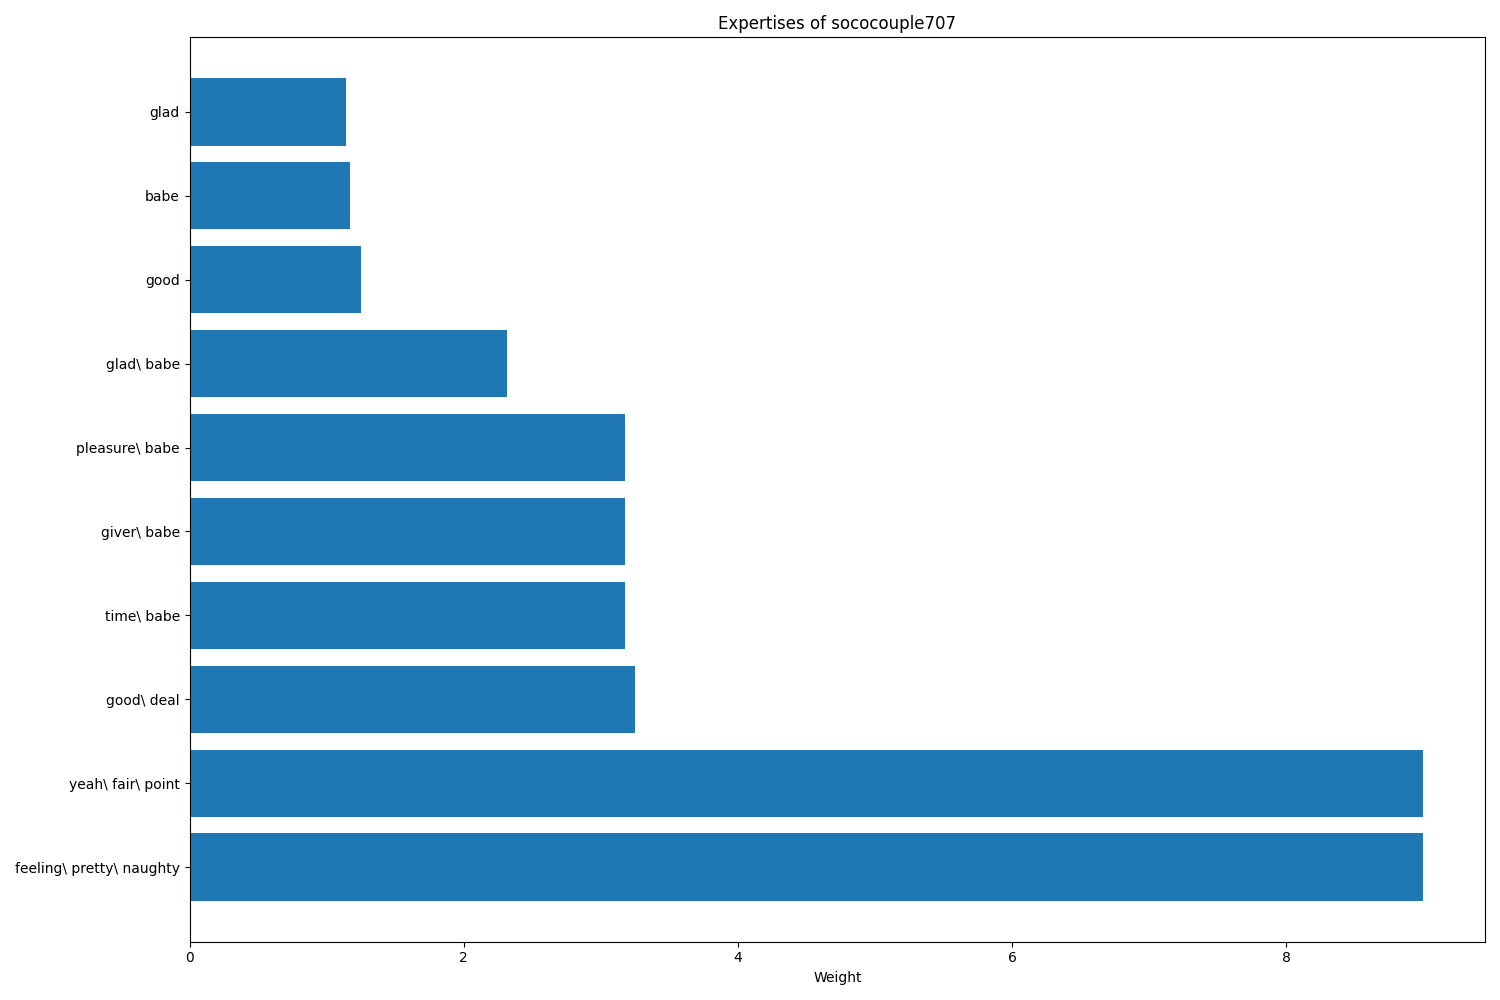 Expertises of sococouple707
glad
babe
good
glad\ babe
pleasure\ babe
giver\ babe
time\ babe
good\ deal
yeah\ fair\ point
feeling\ pretty\ naughty
0 2 4 6 8
Weight